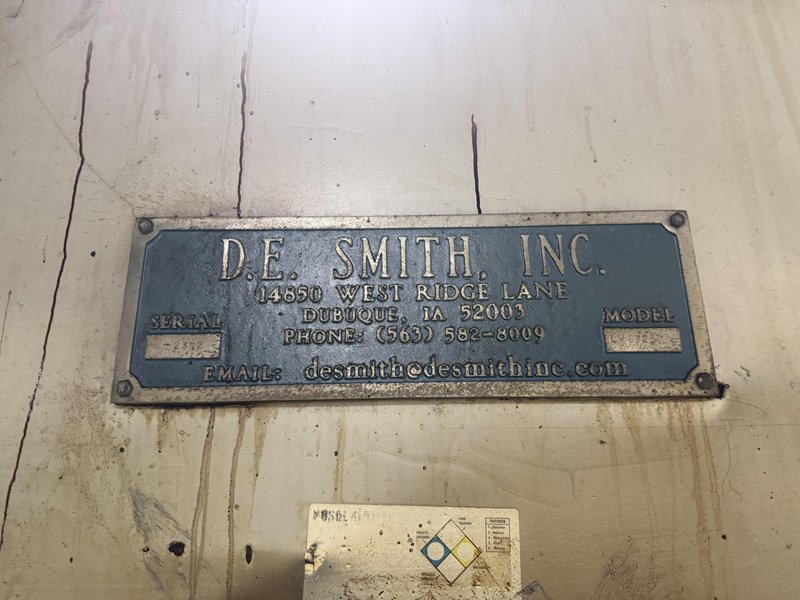 D.E. SMITH, INC.
14850 WEST RIDGE LANE
DUBUQUE, IA 52003
SERIAL
MODEL
PHONE: (563) 582-8009
EMAIL: desmith@desmithinc.com
RATINGS